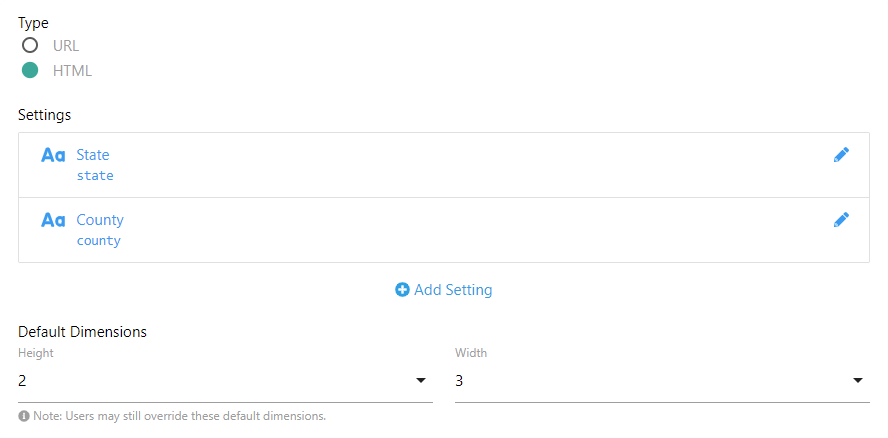 Type
URL
HTML
Settings
Aa State
state
Aa County
county
Add Setting
Default Dimensions
Height
Width
2
3
Note: Users may still override these default dimensions.